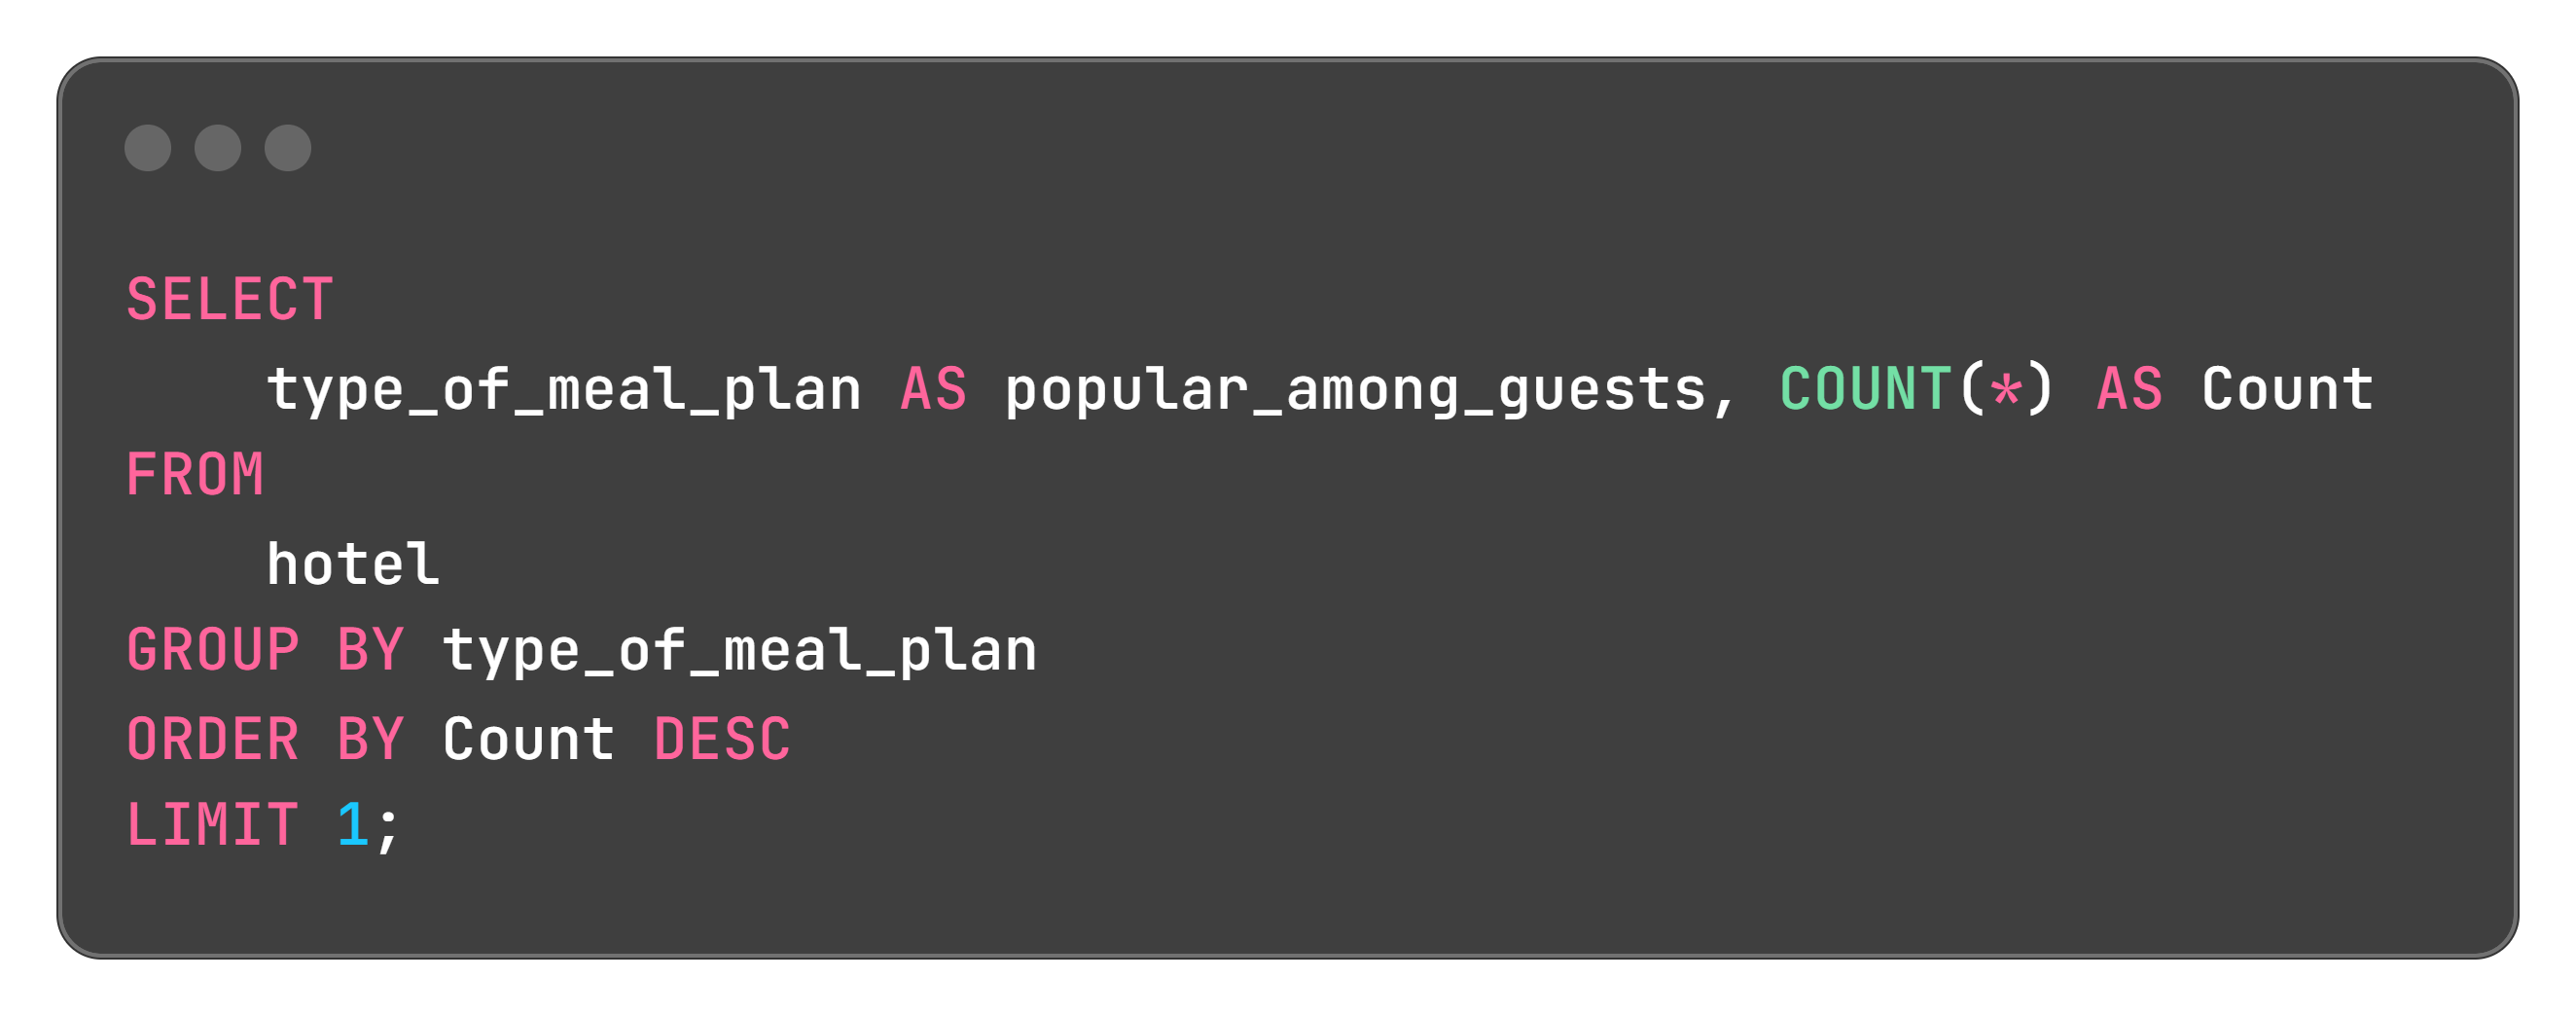 SELECT
    type_of_meal_plan AS popular_among_guests, COUNT(*) AS Count
FROM
    hotel
GROUP BY type_of_meal_plan
ORDER BY Count DESC
LIMIT 1;